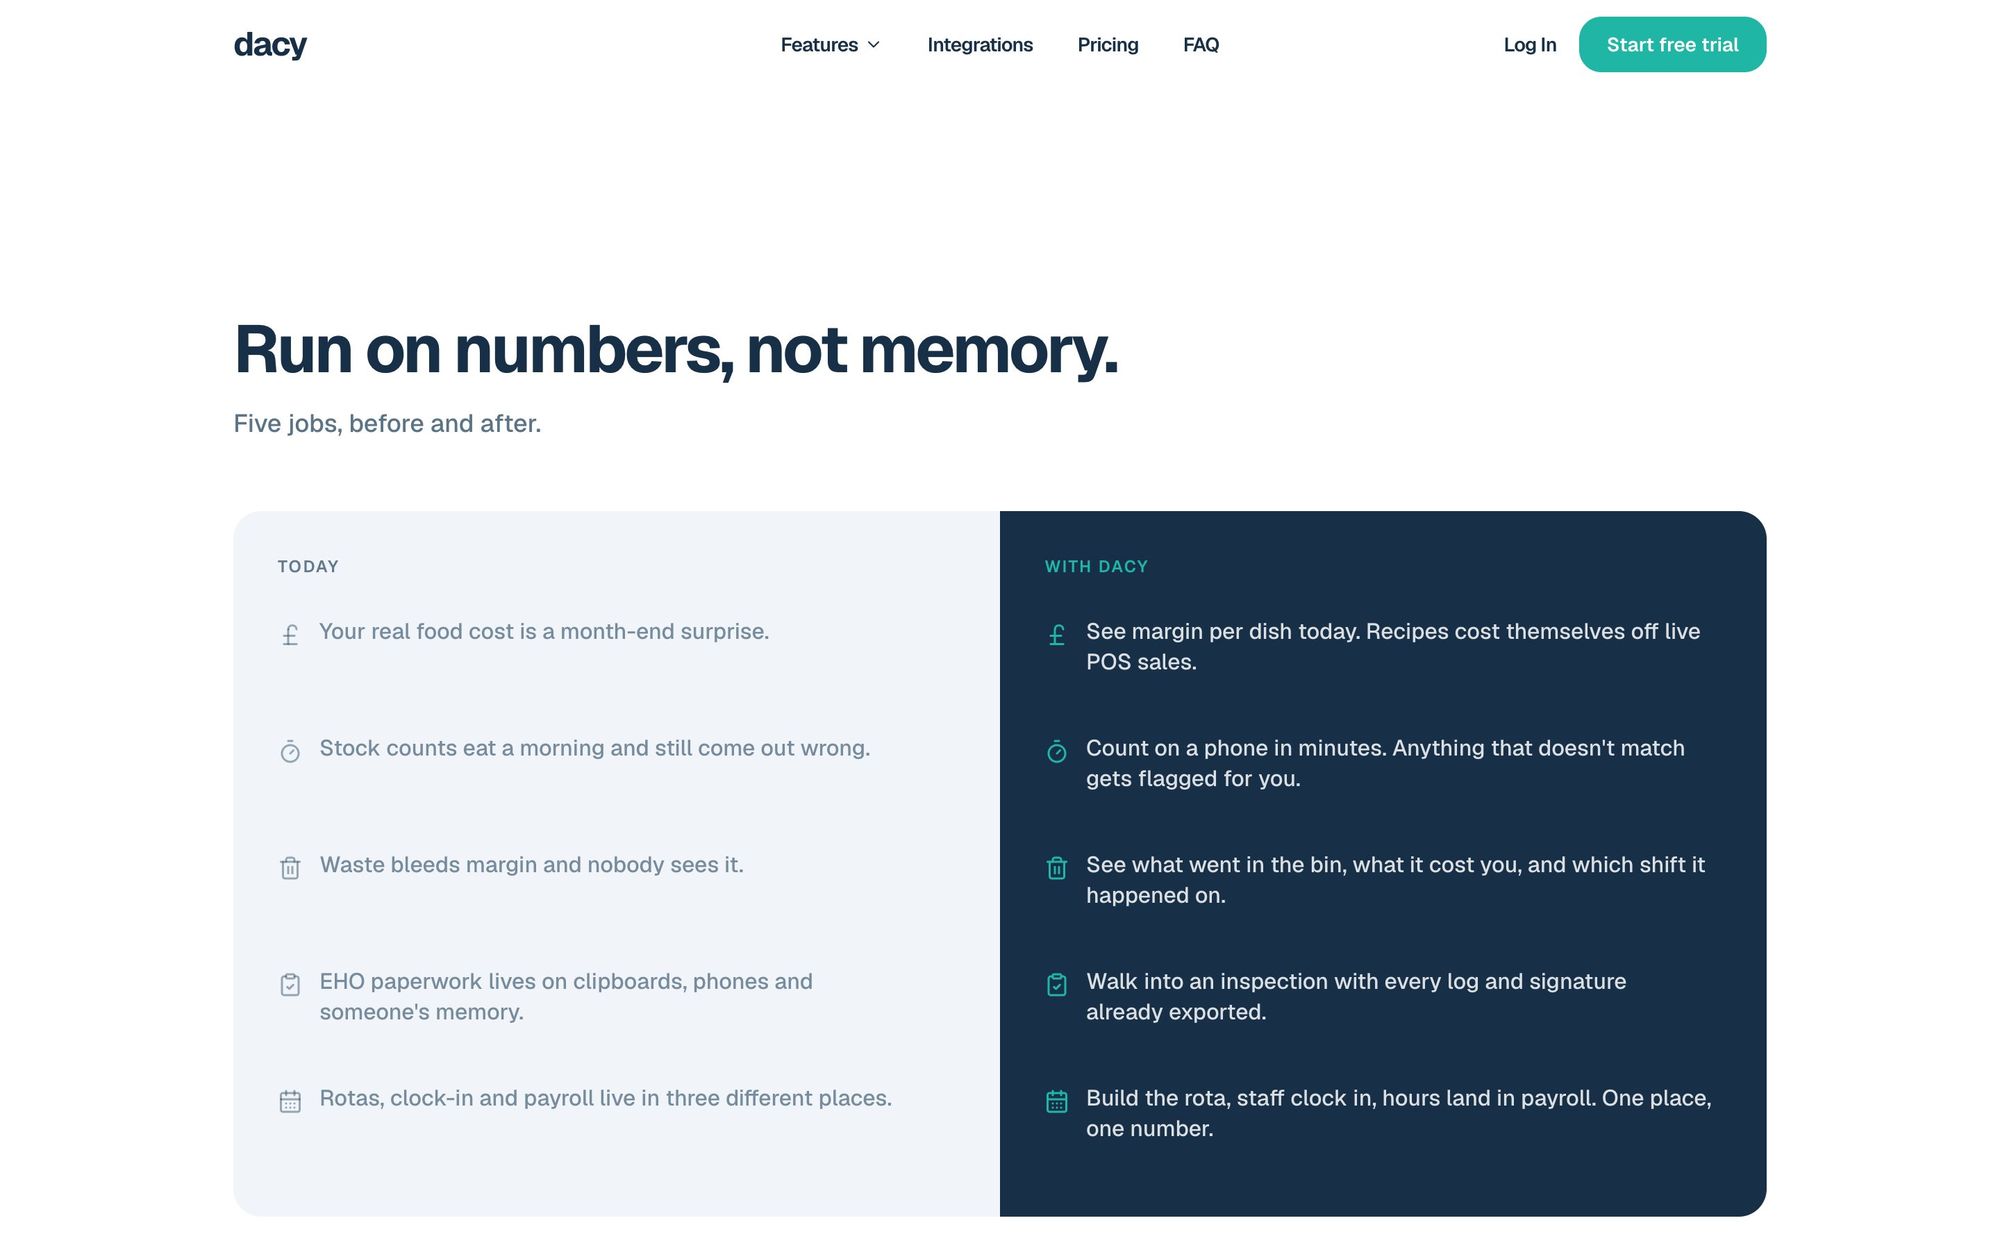 dacy
Features
Integrations
Pricing
FAQ
Log In
Start free trial
Run on numbers, not memory.
Five jobs, before and after.
TODAY
Your real food cost is a month-end surprise.
Stock counts eat a morning and still come out wrong.
Waste bleeds margin and nobody sees it.
EHO paperwork lives on clipboards, phones and
someone's memory.
Rotas, clock-in and payroll live in three different places.
WITH DACY
See margin per dish today. Recipes cost themselves off live
POS sales.
Count on a phone in minutes. Anything that doesn't match
gets flagged for you.
See what went in the bin, what it cost you, and which shift it
happened on.
Walk into an inspection with every log and signature
already exported.
Build the rota, staff clock in, hours land in payroll. One place,
one number.